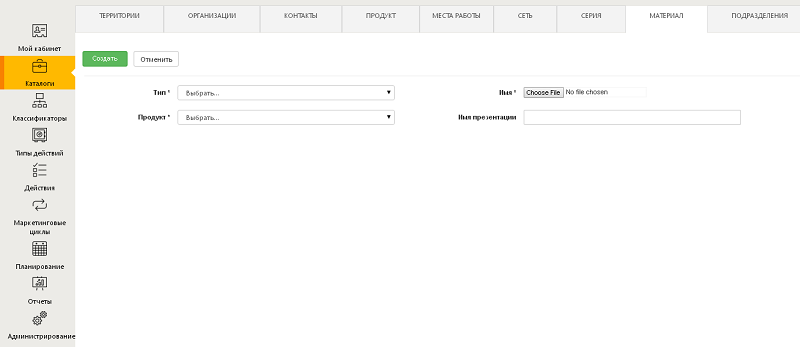 ТЕРРИТОРИИ ОРГАНИЗАЦИИ КОНТАКТЫ ПРОДУКТ МЕСТА РАБОТЫ СЕТЬ СЕРИЯ МАТЕРИАЛ ПОДРАЗДЕЛЕНИЯ
Мой кабинет
Каталоги
Классификаторы
Типы действий
Действия
Маркетинговые
циклы
Планирование
Отчеты
Администрирование
Создать Отменить
Тип * Выбрать... Имя * Choose File No file chosen
Продукт * Выбрать... Имя презентации